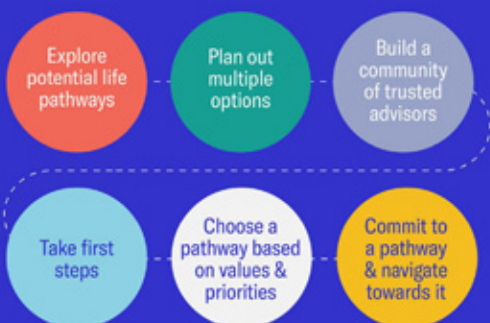 Explore
potential life
pathways
Plan out
multiple
options
Build a
community
of trusted
advisors
Take first
steps
Choose a
pathway based
on values &
priorities
Commit to
a pathway
& navigate
towards it